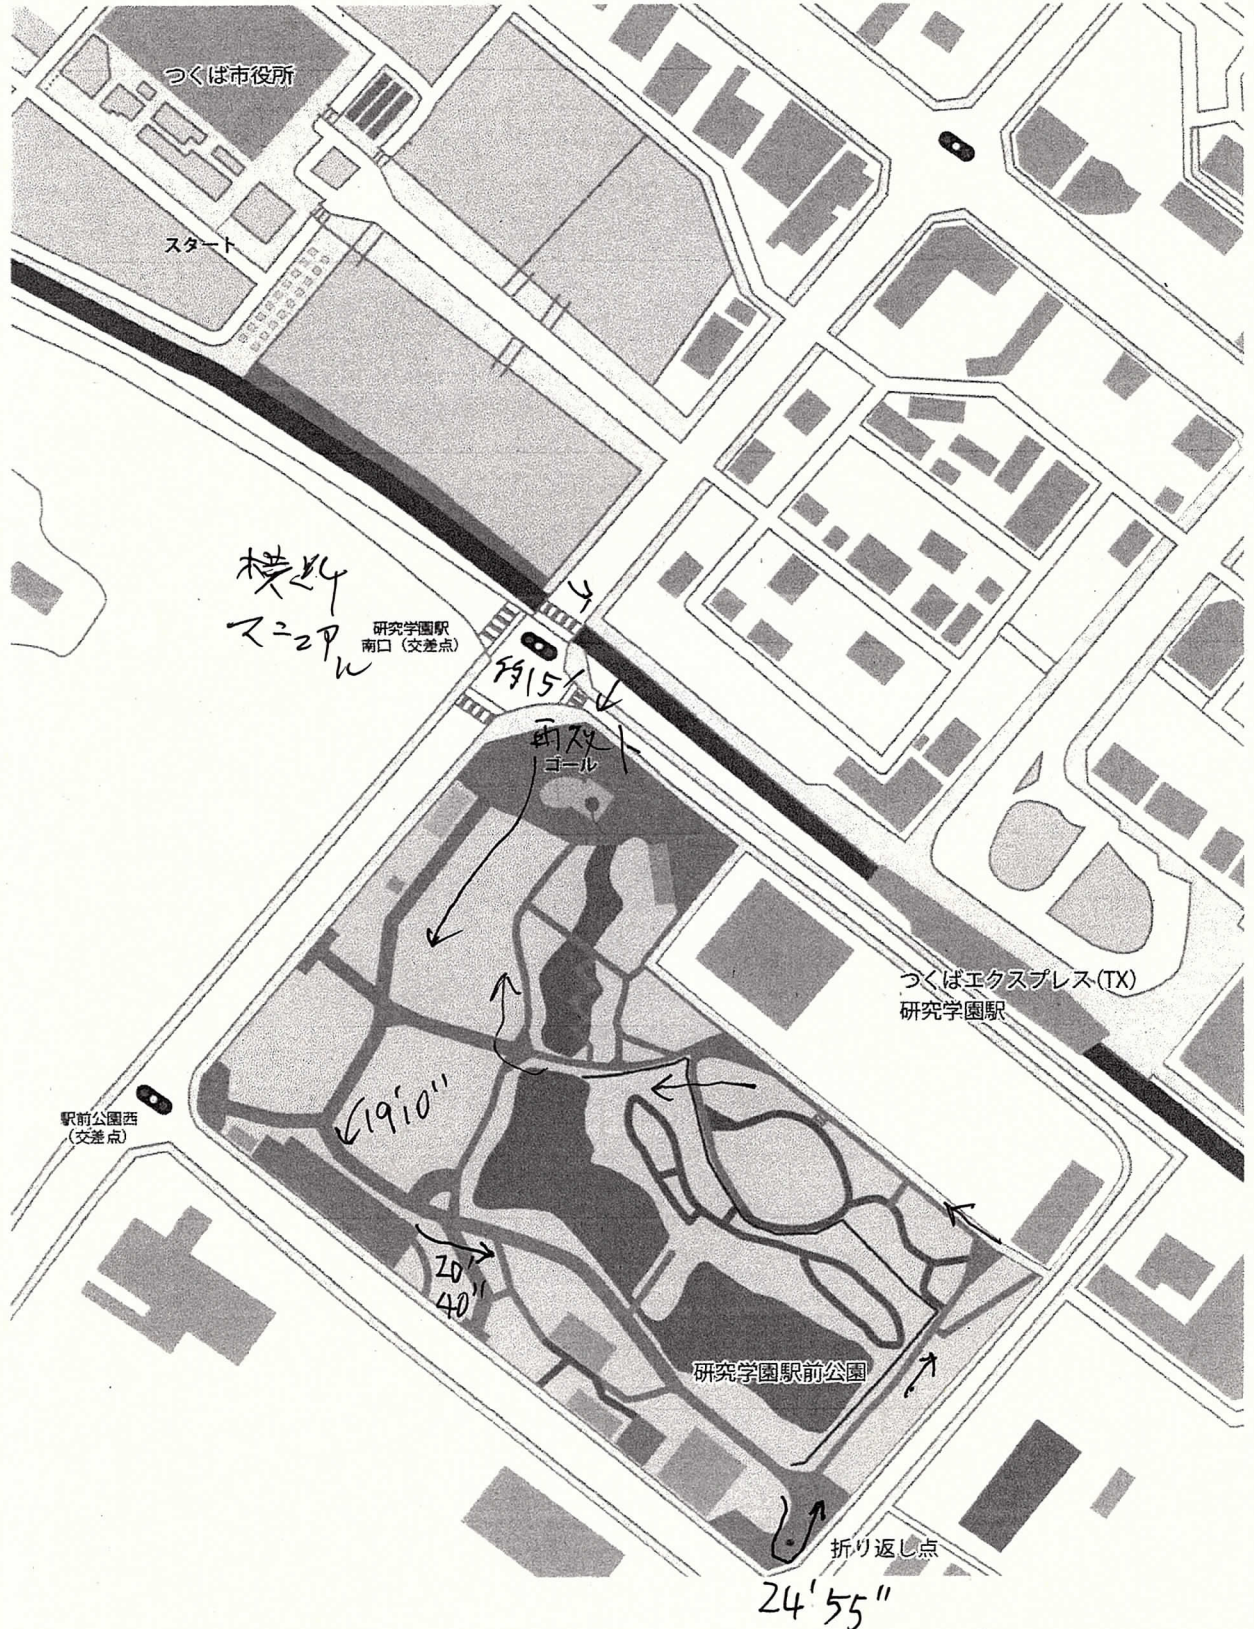 つくば市役所
スタート
横断
マニュアル
研究学園駅
南口（交差点）
約15'
再スタート
ゴール
つくばエクスプレス(TX)
研究学園駅
19'10"
駅前公園西
（交差点）
20'
40"
研究学園駅前公園
折り返し点
24'55"